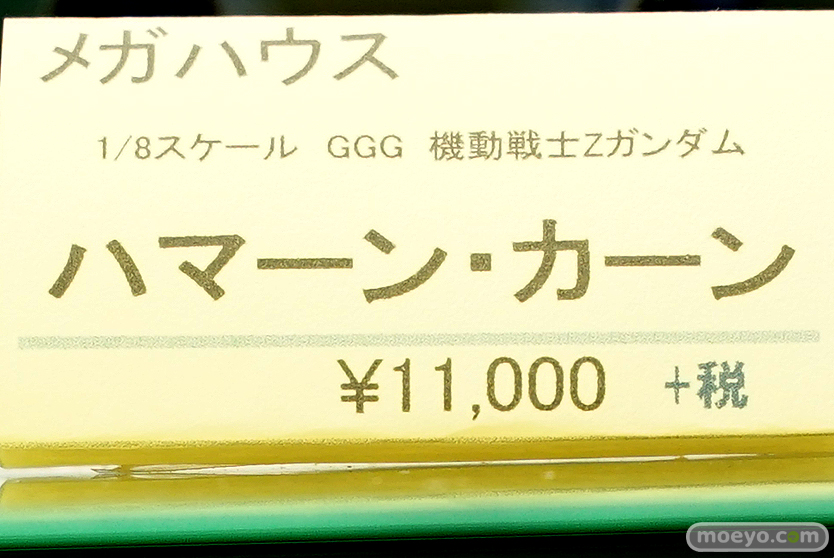 メガハウス
1/8スケール GGG 機動戦士Zガンダム
ハマーン・カーン
¥11,000 +税
moeyo.com